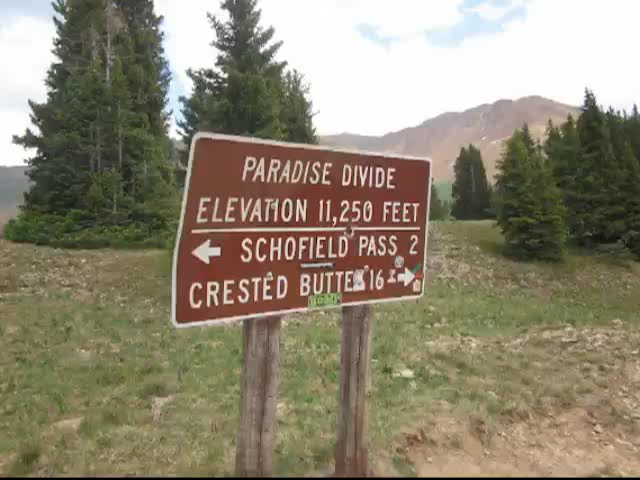 PARADISE DIVIDE
ELEVATION 11,250 FEET
← SCHOFIELD PASS 2
CRESTED BUTTE 16 →